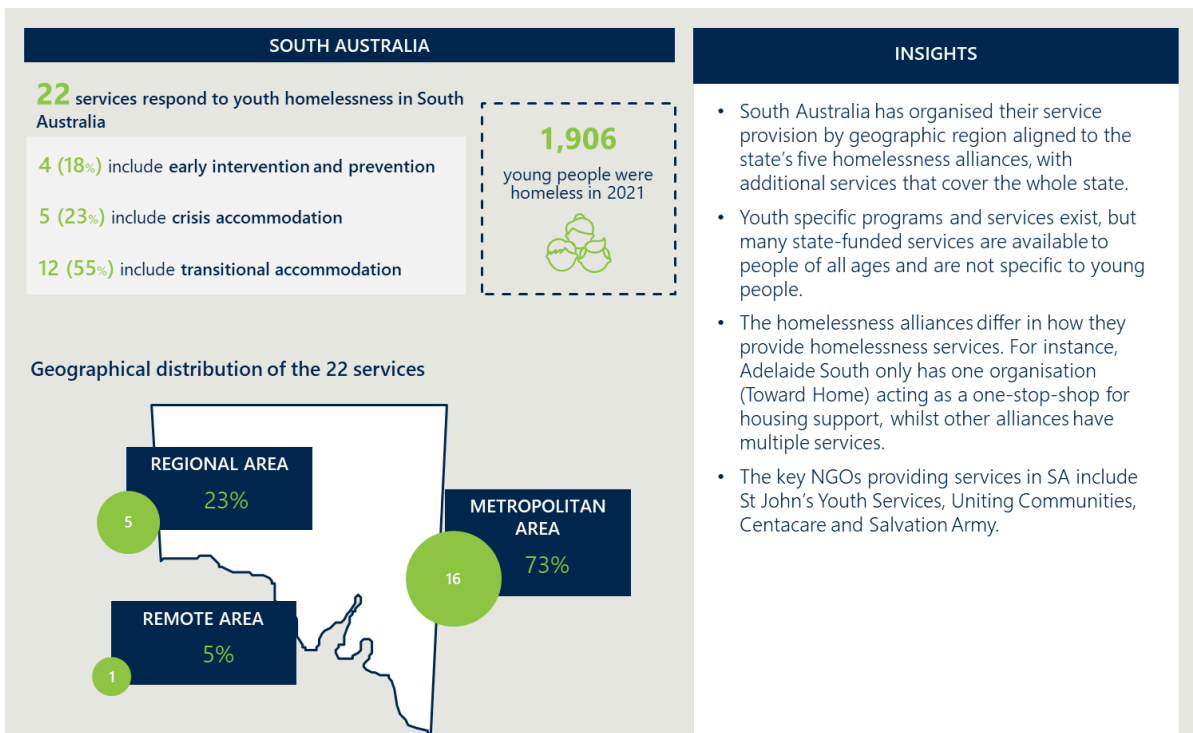 SOUTH AUSTRALIA
22 services respond to youth homelessness in South
Australia
4 (18%) include early intervention and prevention
5 (23%) include crisis accommodation
12 (55%) include transitional accommodation
1,906
young people were
homeless in 2021
Geographical distribution of the 22 services
REGIONAL AREA
23%
5
METROPOLITAN
AREA
73%
16
REMOTE AREA
5%
1
INSIGHTS
• South Australia has organised their service
provision by geographic region aligned to the
state’s five homelessness alliances, with
additional services that cover the whole state.
• Youth specific programs and services exist, but
many state-funded services are available to
people of all ages and are not specific to young
people.
• The homelessness alliances differ in how they
provide homelessness services. For instance,
Adelaide South only has one organisation
(Toward Home) acting as a one-stop-shop for
housing support, whilst other alliances have
multiple services.
• The key NGOs providing services in SA include
St John’s Youth Services, Uniting Communities,
Centacare and Salvation Army.